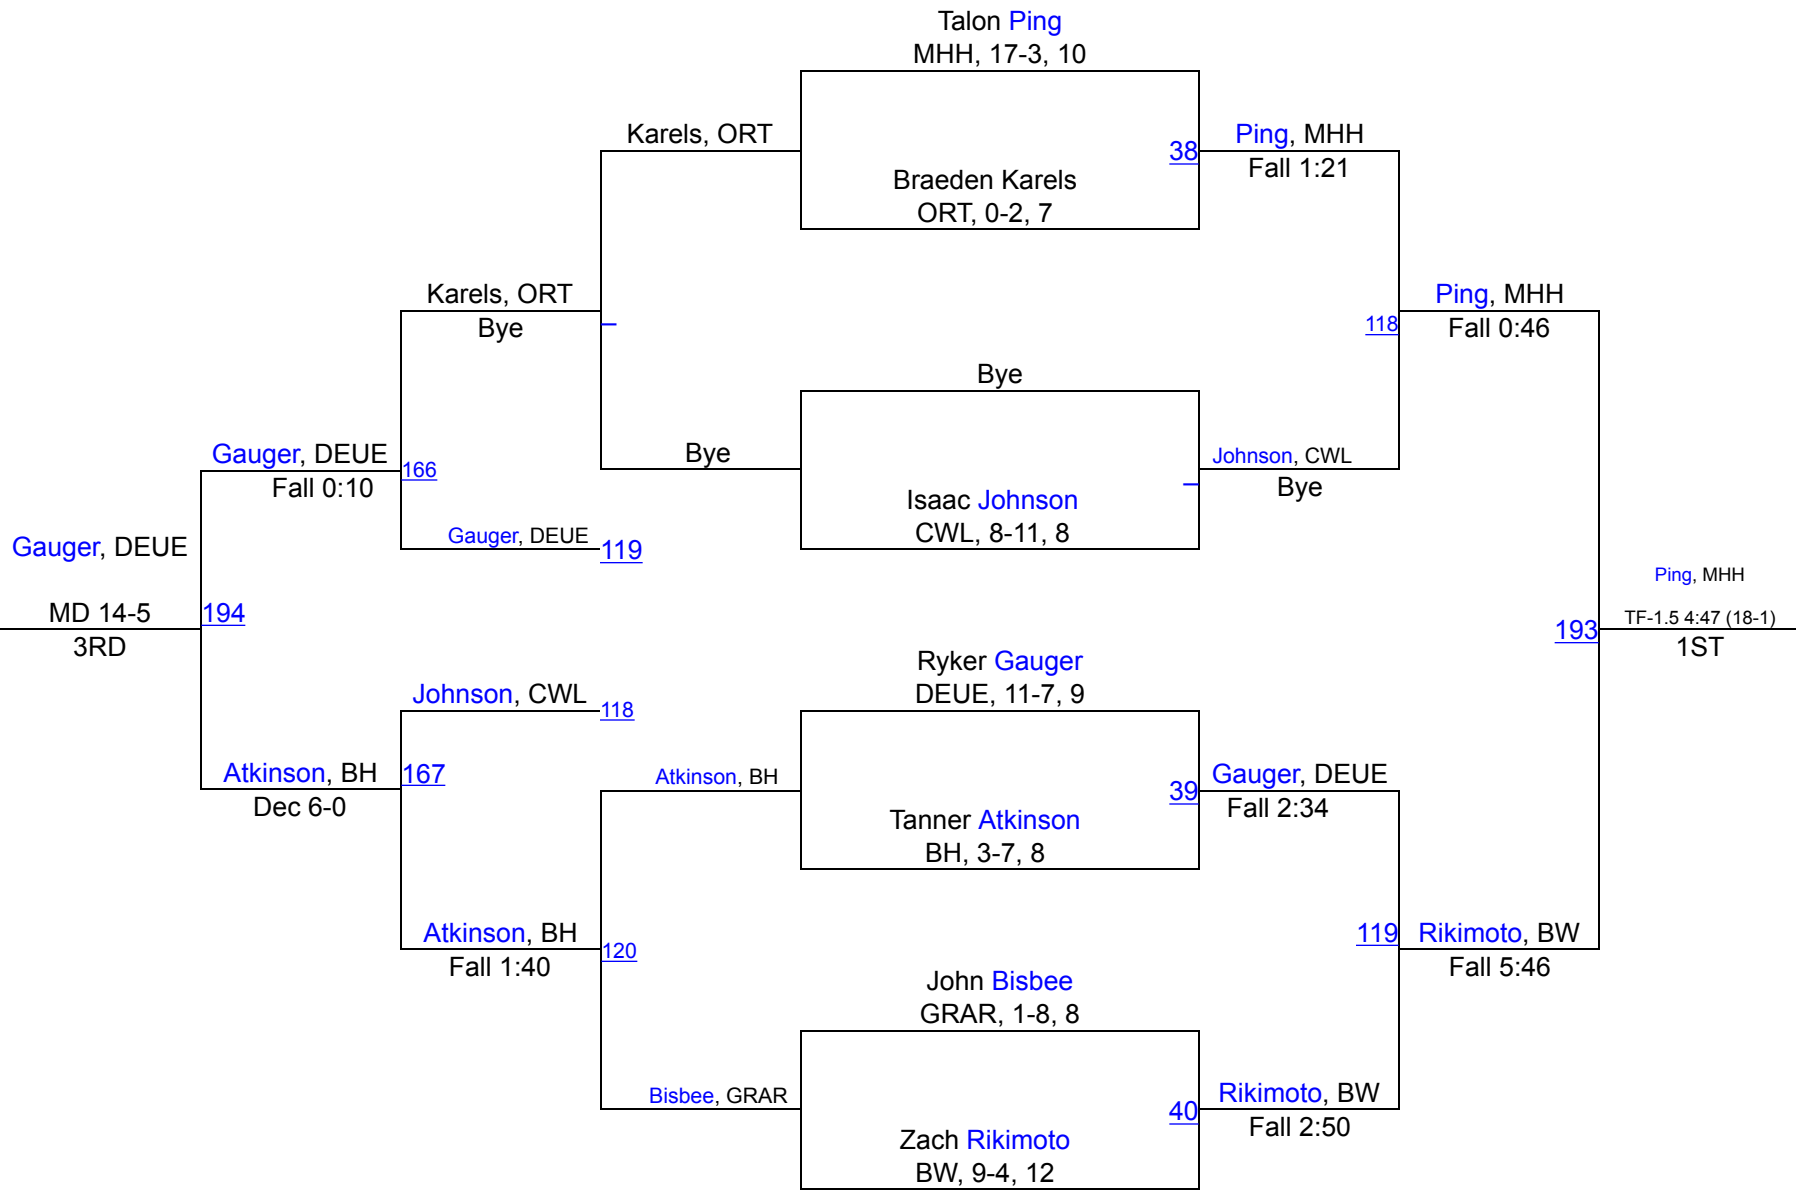 Talon Ping
MHH, 17-3, 10
Karels, ORT
38
Ping, MHH
Fall 1:21
Braeden Karels
ORT, 0-2, 7
Karels, ORT
Bye
118
Ping, MHH
Fall 0:46
Bye
Gauger, DEUE
Fall 0:10
166
Bye
Johnson, CWL
Bye
Isaac Johnson
CWL, 8-11, 8
Gauger, DEUE
119
Gauger, DEUE
MD 14-5
3RD
194
193
Ping, MHH
TF-1.5 4:47 (18-1)
1ST
Ryker Gauger
DEUE, 11-7, 9
Johnson, CWL
118
Atkinson, BH
Dec 6-0
167
Atkinson, BH
39
Gauger, DEUE
Fall 2:34
Tanner Atkinson
BH, 3-7, 8
Atkinson, BH
Fall 1:40
120
119
Rikimoto, BW
Fall 5:46
John Bisbee
GRAR, 1-8, 8
Bisbee, GRAR
40
Rikimoto, BW
Fall 2:50
Zach Rikimoto
BW, 9-4, 12